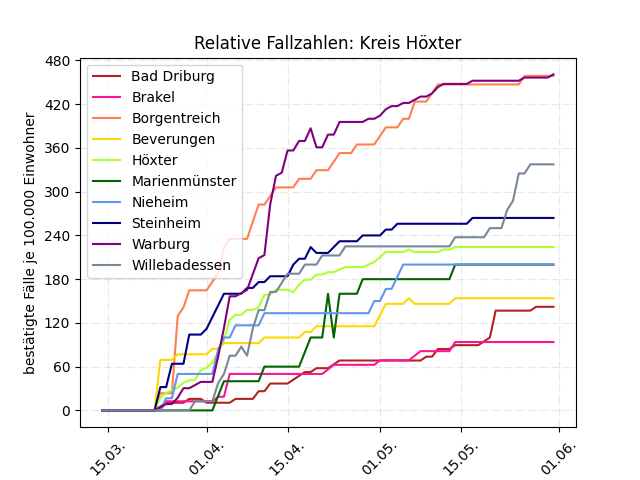 Relative Fallzahlen: Kreis Höxter
bestätigte Fälle je 100.000 Einwohner
480
420
360
300
240
180
120
60
0
Bad Driburg
Brakel
Borgentreich
Beverungen
Höxter
Marienmünster
Nieheim
Steinheim
Warburg
Willebadessen
15.03.
01.04.
15.04.
01.05.
15.05.
01.06.